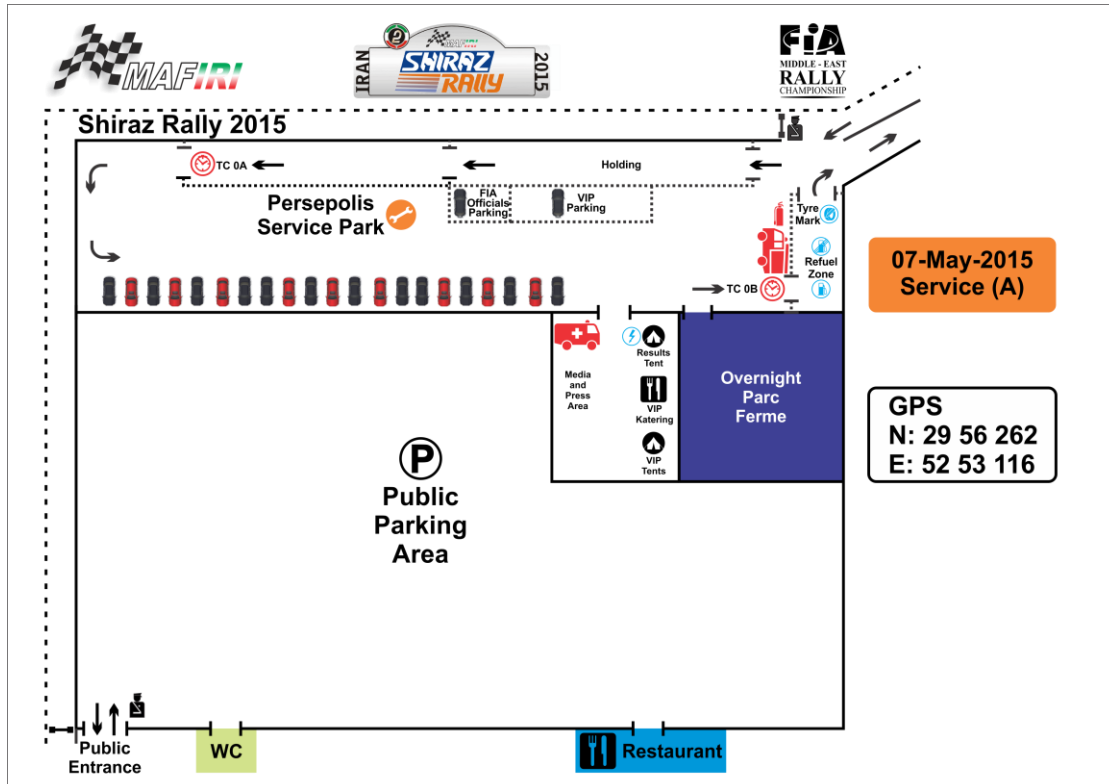 MAFIRI
2
MAFIRI
IRAN
SHIRAZ
RALLY
2015
FiA
MIDDLE - EAST
RALLY
CHAMPIONSHIP
Shiraz Rally 2015
TC 0A
Holding
Persepolis
Service Park
FIA
Officials
Parking
VIP
Parking
Tyre
Mark
Refuel
Zone
TC 0B
07-May-2015
Service (A)
Media
and
Press
Area
Results
Tent
VIP
Katering
VIP
Tents
Overnight
Parc
Ferme
GPS
N: 29 56 262
E: 52 53 116
P
Public
Parking
Area
Public
Entrance
WC
Restaurant